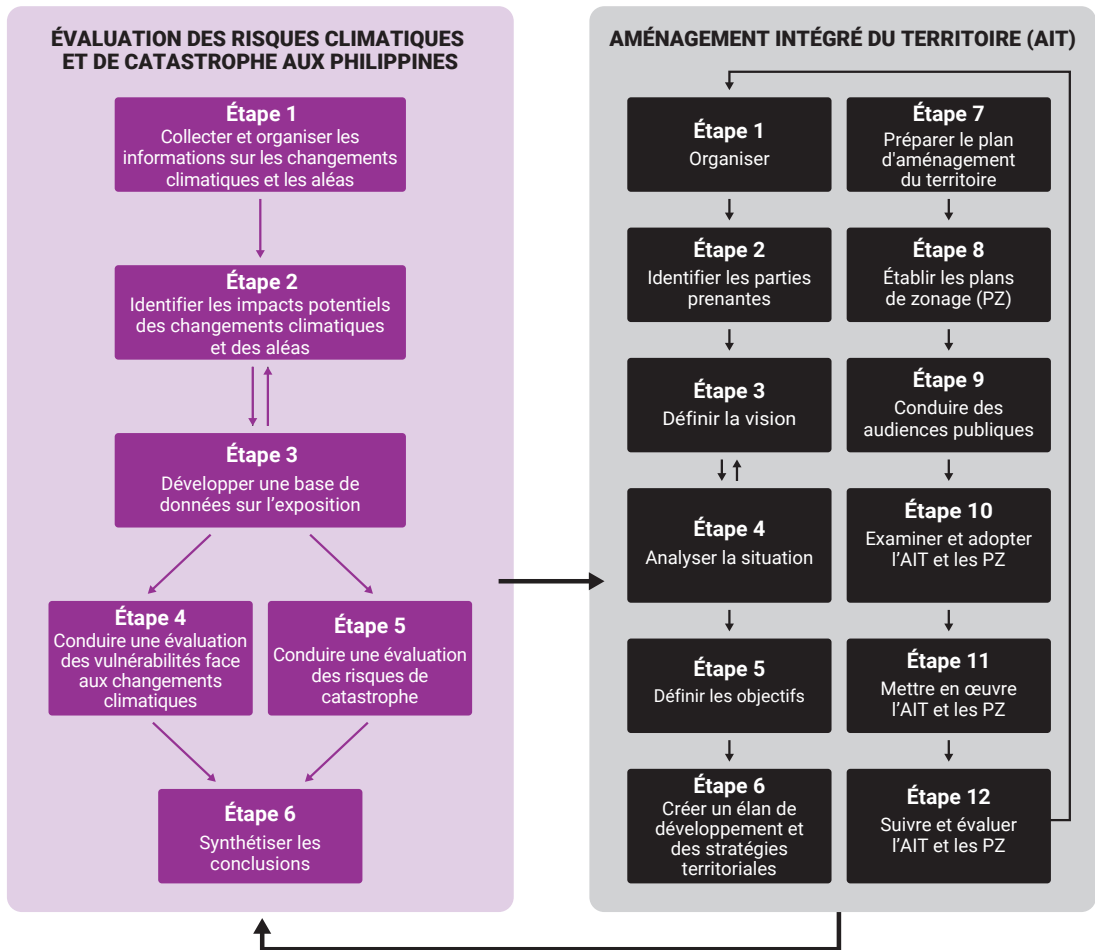 ÉVALUATION DES RISQUES CLIMATIQUES
ET DE CATASTROPHE AUX PHILIPPINES
Étape 1
Collecter et organiser les
informations sur les changements
climatiques et les aléas
Étape 2
Identifier les impacts potentiels
des changements climatiques
et des aléas
Étape 3
Développer une base de
données sur l'exposition
Étape 4
Conduire une évaluation
des vulnérabilités face
aux changements
climatiques
Étape 5
Conduire une évaluation
des risques de
catastrophe
Étape 6
Synthétiser les
conclusions
AMÉNAGEMENT INTÉGRÉ DU TERRITOIRE (AIT)
Étape 1
Organiser
Étape 2
Identifier les parties
prenantes
Étape 3
Définir la vision
Étape 4
Analyser la situation
Étape 5
Définir les objectifs
Étape 6
Créer un élan de
développement et
des stratégies
territoriales
Étape 7
Préparer le plan
d'aménagement
du territoire
Étape 8
Établir les plans
de zonage (PZ)
Étape 9
Conduire des
audiences publiques
Étape 10
Examiner et adopter
l'AIT et les PZ
Étape 11
Mettre en œuvre
l'AIT et les PZ
Étape 12
Suivre et évaluer
l'AIT et les PZ